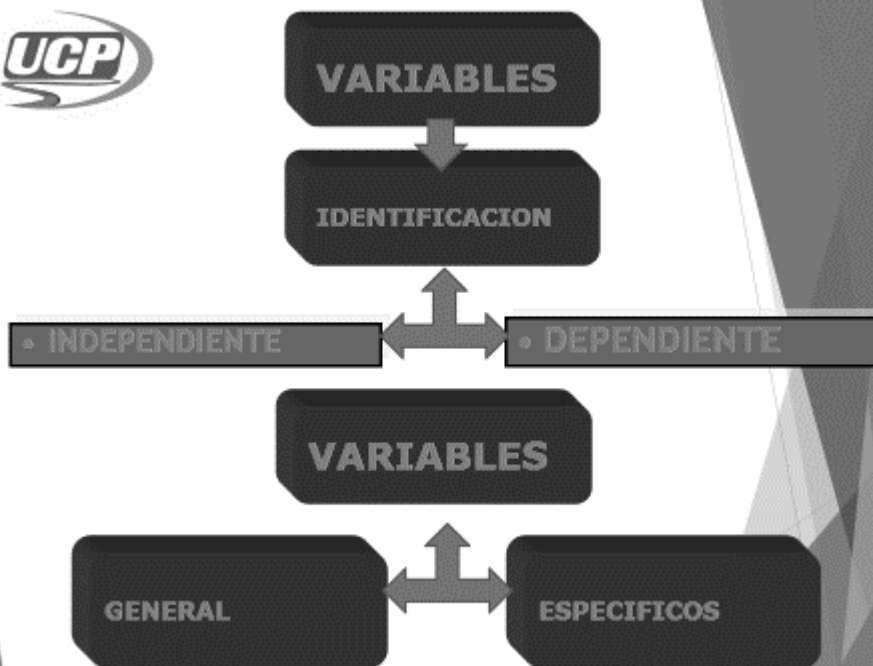 UCP
VARIABLES
IDENTIFICACION
• INDEPENDIENTE
• DEPENDIENTE
VARIABLES
GENERAL
ESPECIFICOS